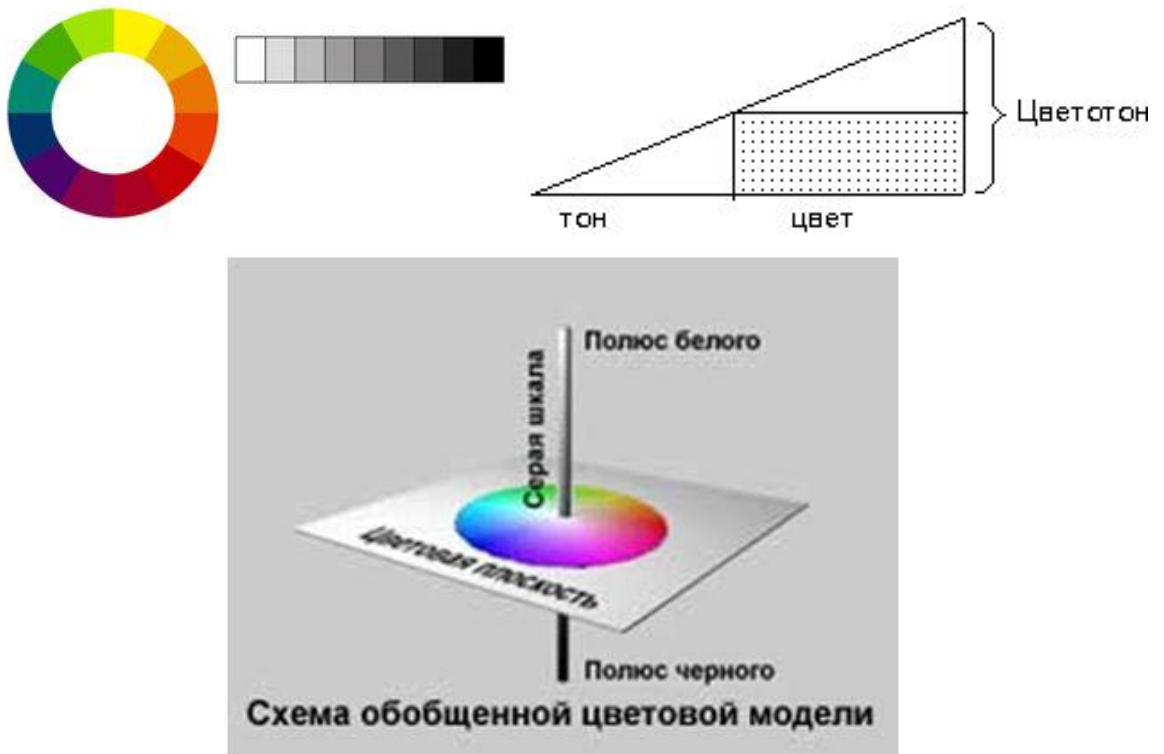 Цветотон
тон
цвет
Полюс белого
Серая шкала
Цветовая плоскость
Полюс черного
Схема обобщенной цветовой модели